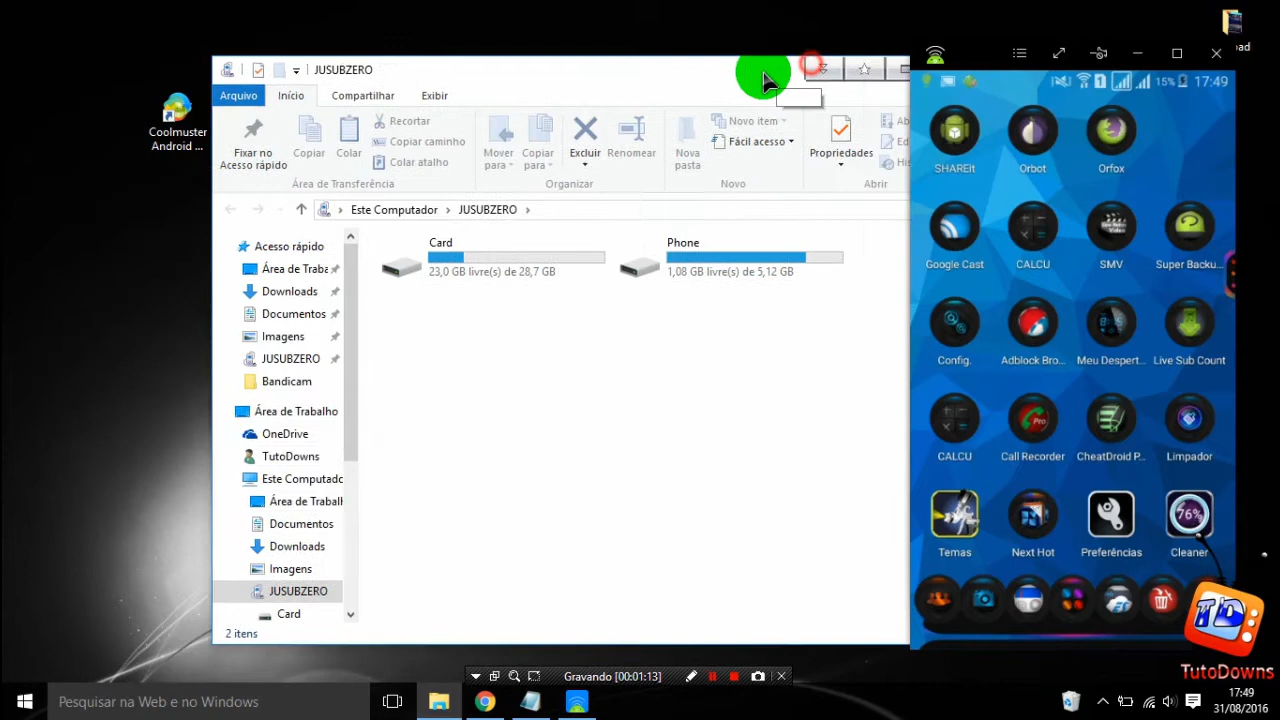 JUSUBZERO
Arquivo Início Compartilhar Exibir
Fixar no
Acesso rápido
Copiar
Colar
Recortar
Copiar caminho
Colar atalho
Área de Transferência
Mover
para
Copiar
para
Excluir
Renomear
Organizar
Nova
pasta
Novo item
Fácil acesso
Novo
Propriedades
Abrir
Este Computador JUSUBZERO
Acesso rápido
Área de Traba
Downloads
Documentos
Imagens
JUSUBZERO
Bandicam
Área de Trabalho
OneDrive
TutoDowns
Este Computado
Área de Trabalh
Documentos
Downloads
Imagens
JUSUBZERO
Card
Card
23,0 GB livre(s) de 28,7 GB
Phone
1,08 GB livre(s) de 5,12 GB
2 itens
Coolmuster
Android ...
15% 17:49
SHAREit Orbot Orfox
Google Cast CALCU SMV Super Backu...
Config. Adblock Bro... Meu Despert... Live Sub Count
CALCU Call Recorder CheatDroid P... Limpador
Pro
76%
Temas Next Hot Preferências Cleaner
TD
TutoDowns
Gravando [00:01:13]
Pesquisar na Web e no Windows
17:49
31/08/2016